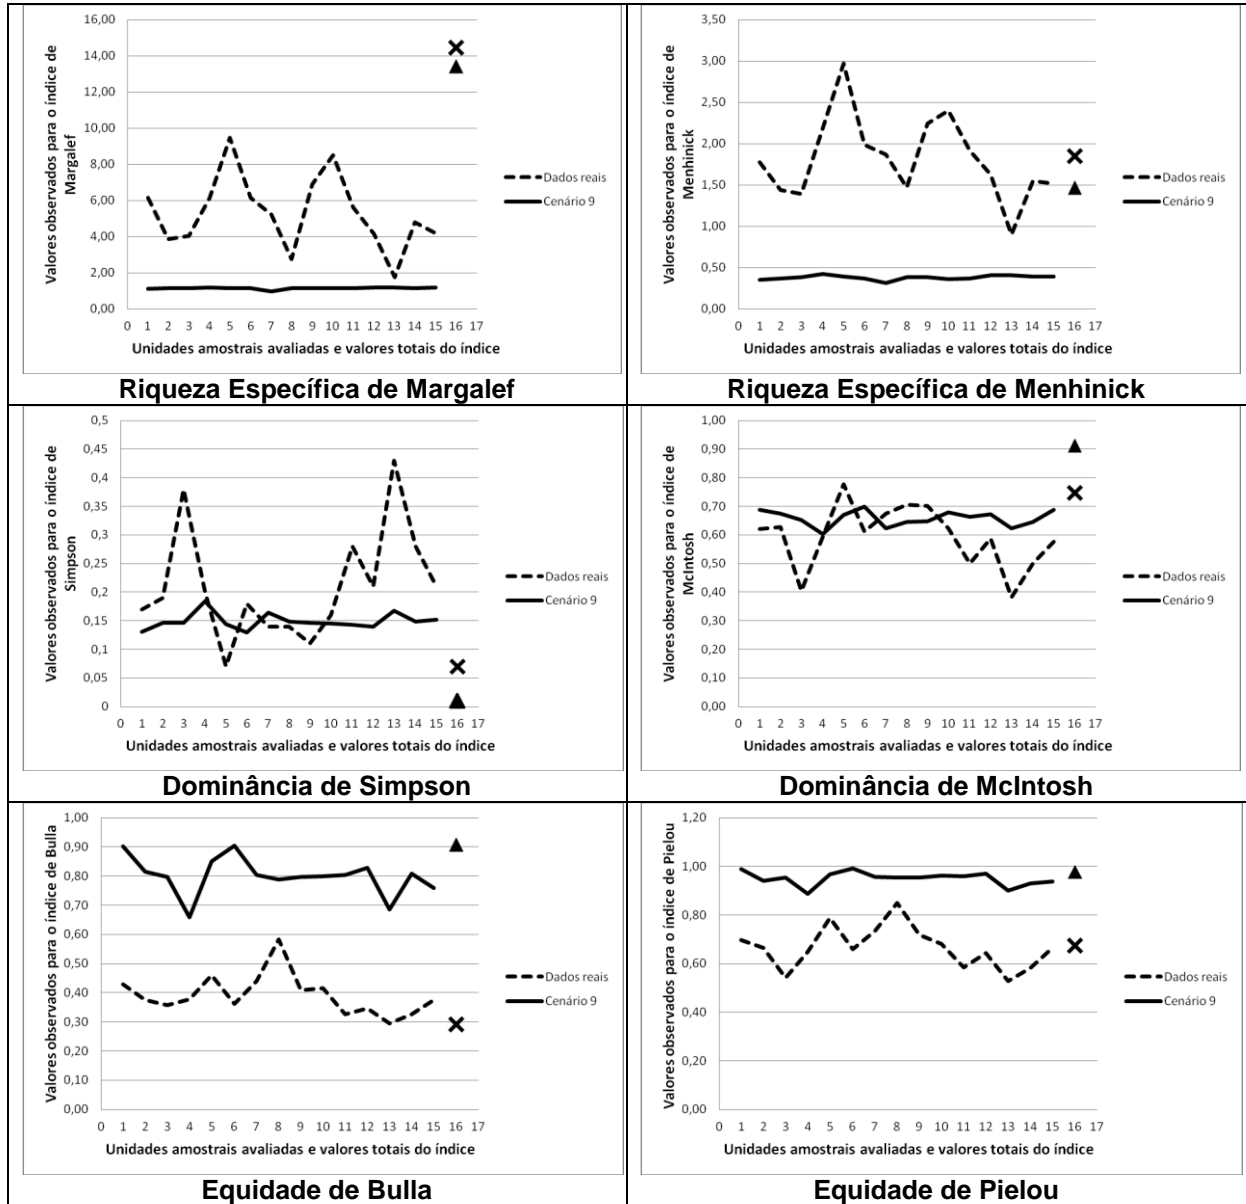 16,00
14,00
12,00
10,00
8,00
6,00
4,00
2,00
0,00
Valores observados para o índice de
Margalef
0 1 2 3 4 5 6 7 8 9 10 11 12 13 14 15 16 17
Unidades amostrais avaliadas e valores totais do índice
Dados reais
Cenário 9
Riqueza Específica de Margalef
3,50
3,00
2,50
2,00
1,50
1,00
0,50
0,00
Valores observados para o índice de
Menhinick
0 1 2 3 4 5 6 7 8 9 10 11 12 13 14 15 16 17
Unidades amostrais avaliadas e valores totais do índice
Dados reais
Cenário 9
Riqueza Específica de Menhinick
0,5
0,45
0,4
0,35
0,3
0,25
0,2
0,15
0,1
0,05
0
Valores observados para o índice de
Simpson
0 1 2 3 4 5 6 7 8 9 10 11 12 13 14 15 16 17
Unidades amostrais avaliadas e valores totais do índice
Dados reais
Cenário 9
Dominância de Simpson
1,00
0,90
0,80
0,70
0,60
0,50
0,40
0,30
0,20
0,10
0,00
Valores observados para o índice de
McIntosh
0 1 2 3 4 5 6 7 8 9 10 11 12 13 14 15 16 17
Unidades amostrais avaliadas e valores totais do índice
Dados reais
Cenário 9
Dominância de McIntosh
1,00
0,90
0,80
0,70
0,60
0,50
0,40
0,30
0,20
0,10
0,00
Valores observados para o índice de Bulla
0 1 2 3 4 5 6 7 8 9 10 11 12 13 14 15 16 17
Unidades amostrais avaliadas e valores totais do índice
Dados reais
Cenário 9
Equidade de Bulla
1,20
1,00
0,80
0,60
0,40
0,20
0,00
Valores observados para o índice de Pielou
0 1 2 3 4 5 6 7 8 9 10 11 12 13 14 15 16 17
Unidades amostrais avaliadas e valores totais do índice
Dados reais
Cenário 9
Equidade de Pielou